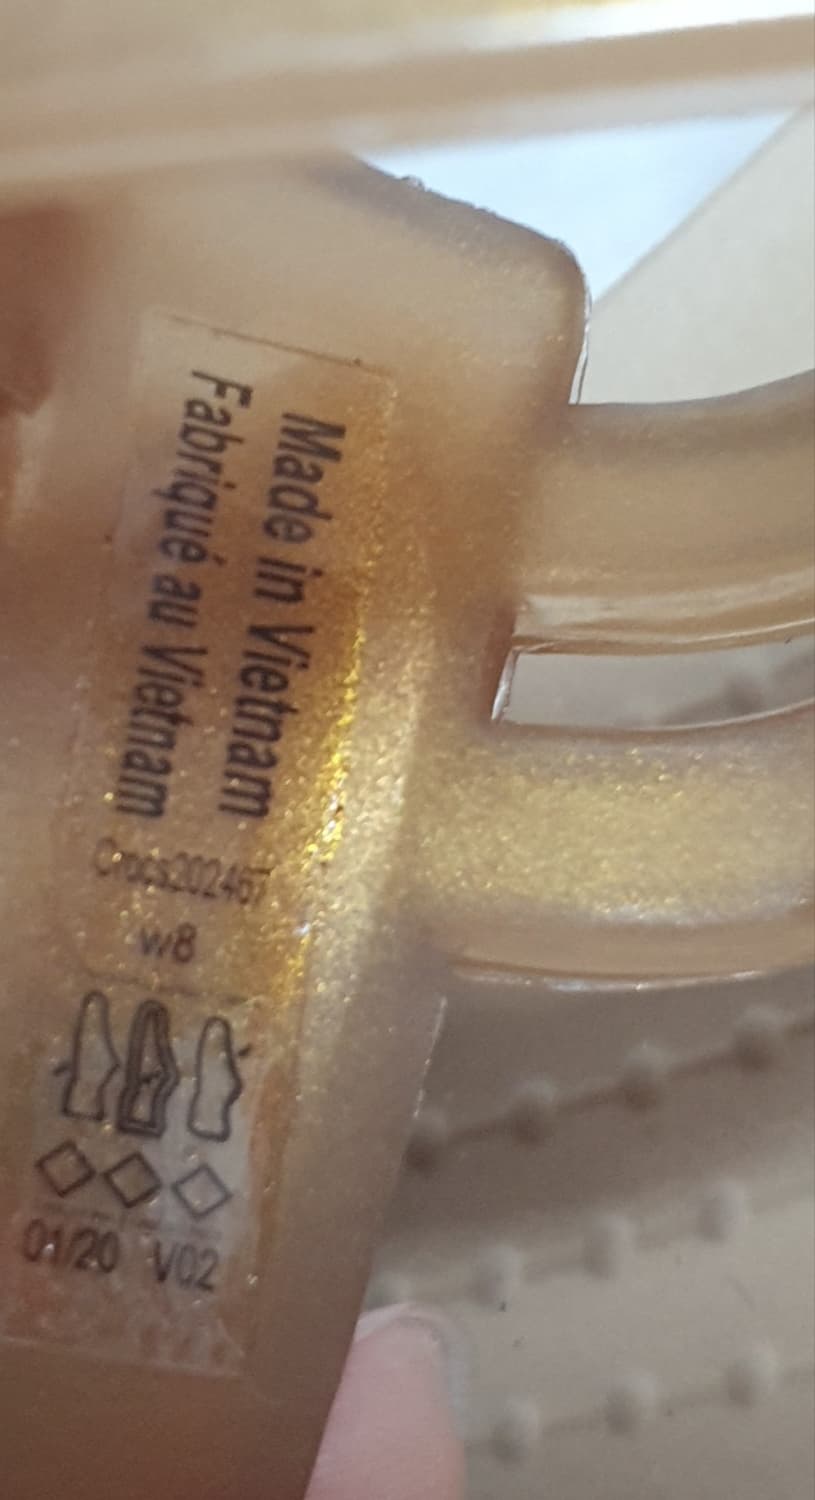 Made in Vietnam
Fabriqué au Vietnam
Crocs202467
w8
01/20 V02